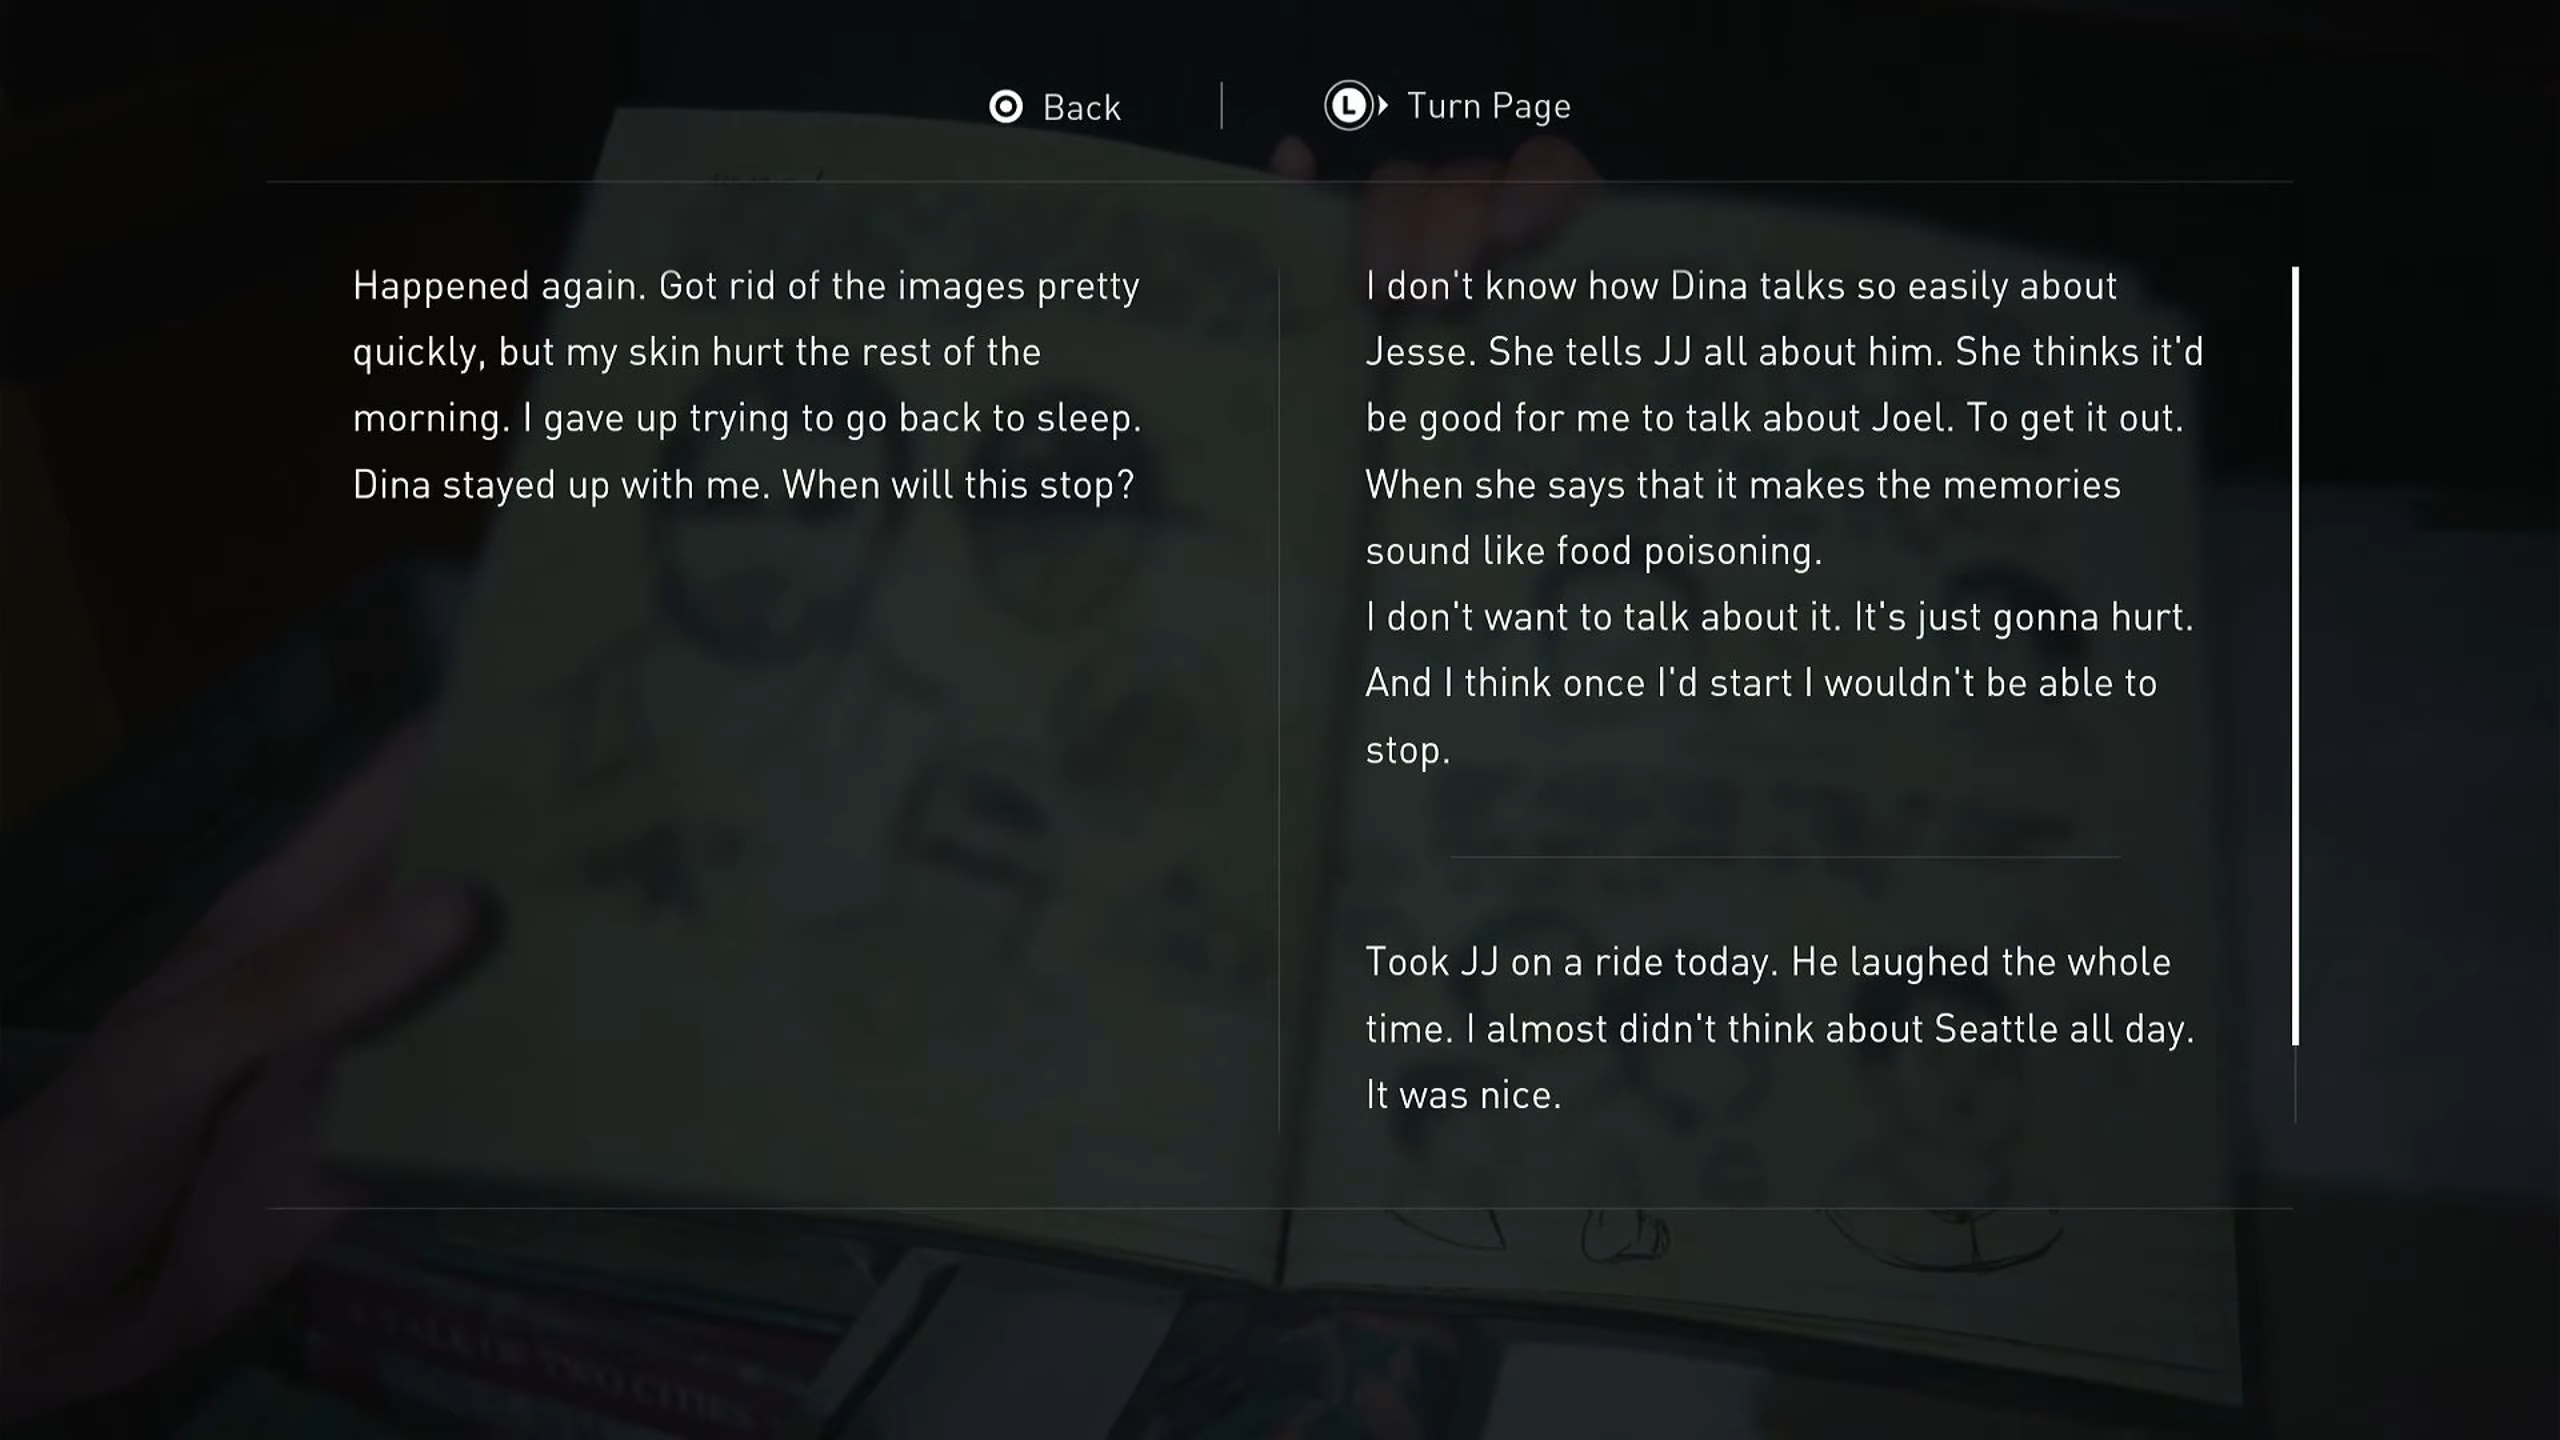 Back
L Turn Page
Happened again. Got rid of the images pretty
quickly, but my skin hurt the rest of the
morning. I gave up trying to go back to sleep.
Dina stayed up with me. When will this stop?
I don't know how Dina talks so easily about
Jesse. She tells JJ all about him. She thinks it'd
be good for me to talk about Joel. To get it out.
When she says that it makes the memories
sound like food poisoning.
I don't want to talk about it. It's just gonna hurt.
And I think once I'd start I wouldn't be able to
stop.
Took JJ on a ride today. He laughed the whole
time. I almost didn't think about Seattle all day.
It was nice.
A TALE OF TWO CITIES